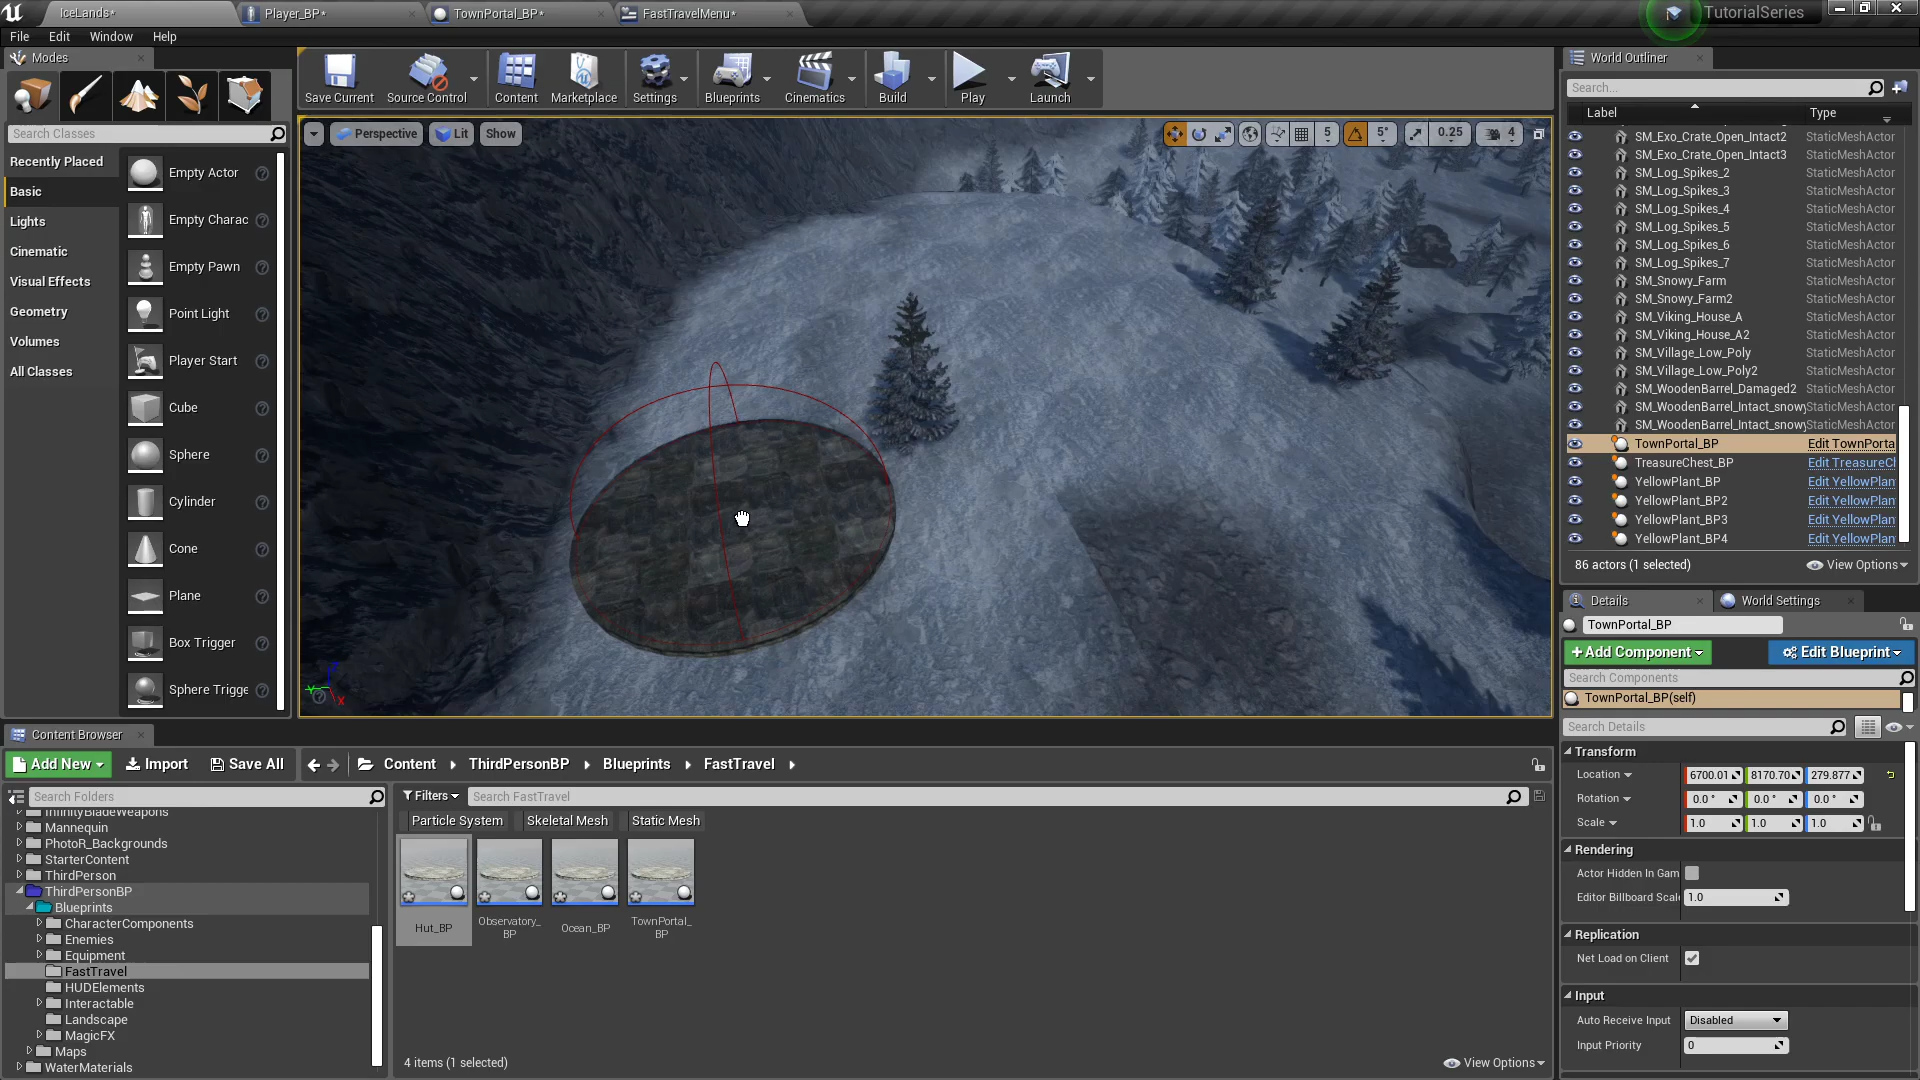 IceLands*
Player_BP*
TownPortal_BP*
FastTravelMenu*
TutorialSeries
File Edit Window Help
Modes
Search Classes
Recently Placed
Basic
Lights
Cinematic
Visual Effects
Geometry
Volumes
All Classes
Empty Actor
Empty Charac
Empty Pawn
Point Light
Player Start
Cube
Sphere
Cylinder
Cone
Plane
Box Trigger
Sphere Trigge
Save Current
Source Control
Content
Marketplace
Settings
Blueprints
Cinematics
Build
Play
Launch
Perspective
Lit
Show
5
5°
0.25
4
World Outliner
Search...
Label Type
SM_Exo_Crate_Open_Intact2 StaticMeshActor
SM_Exo_Crate_Open_Intact3 StaticMeshActor
SM_Log_Spikes_2 StaticMeshActor
SM_Log_Spikes_3 StaticMeshActor
SM_Log_Spikes_4 StaticMeshActor
SM_Log_Spikes_5 StaticMeshActor
SM_Log_Spikes_6 StaticMeshActor
SM_Log_Spikes_7 StaticMeshActor
SM_Snowy_Farm StaticMeshActor
SM_Snowy_Farm2 StaticMeshActor
SM_Viking_House_A StaticMeshActor
SM_Viking_House_A2 StaticMeshActor
SM_Village_Low_Poly StaticMeshActor
SM_Village_Low_Poly2 StaticMeshActor
SM_WoodenBarrel_Damaged2 StaticMeshActor
SM_WoodenBarrel_Intact_snowy StaticMeshActor
SM_WoodenBarrel_Intact_snowy StaticMeshActor
TownPortal_BP Edit TownPorta
TreasureChest_BP Edit TreasureCl
YellowPlant_BP Edit YellowPlan
YellowPlant_BP2 Edit YellowPlan
YellowPlant_BP3 Edit YellowPlan
YellowPlant_BP4 Edit YellowPlan
86 actors (1 selected)
View Options
Details
World Settings
TownPortal_BP
+Add Component
Edit Blueprint
Search Components
TownPortal_BP(self)
Search Details
Transform
Location 6700.01 8170.70 279.877
Rotation 0.0 ° 0.0 ° 0.0 °
Scale 1.0 1.0 1.0
Rendering
Actor Hidden In Gam
Editor Billboard Scale 1.0
Replication
Net Load on Client
Input
Auto Receive Input Disabled
Input Priority 0
Content Browser
Add New
Import
Save All
Content ThirdPersonBP Blueprints FastTravel
Search Folders
Filters
Search FastTravel
Particle System
Skeletal Mesh
Static Mesh
InfinityBladeWeapons
Mannequin
PhotoR_Backgrounds
StarterContent
ThirdPerson
ThirdPersonBP
Blueprints
CharacterComponents
Enemies
Equipment
FastTravel
HUDElements
Interactable
Landscape
MagicFX
Maps
WaterMaterials
Hut_BP
Observatory_
BP
Ocean_BP
TownPortal_
BP
4 items (1 selected)
View Options
X